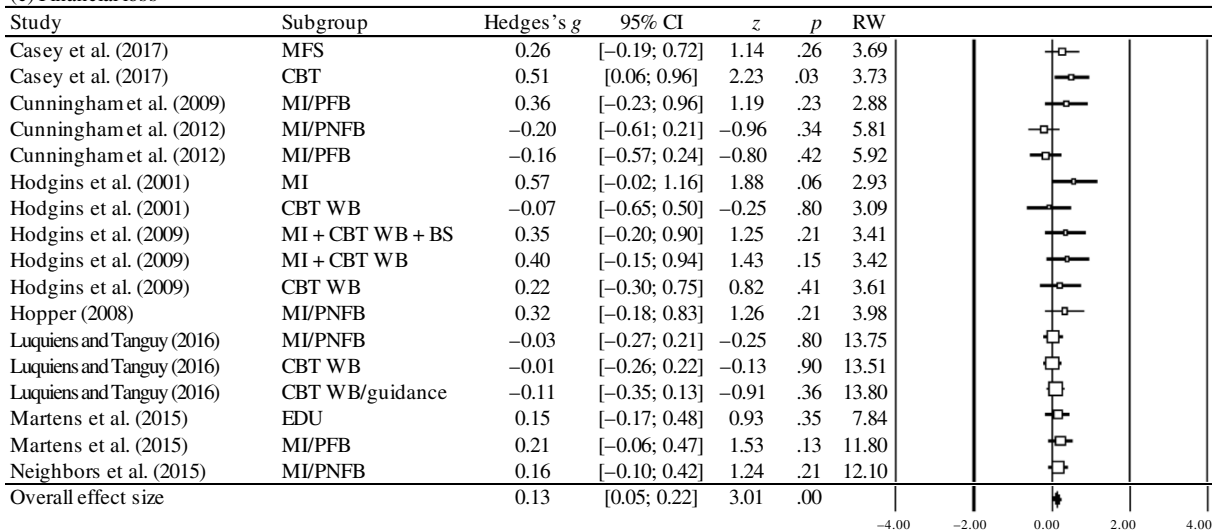 (c) Financial loss
Study Subgroup Hedges's g 95% CI z p RW
Casey et al. (2017) MFS 0.26 [−0.19; 0.72] 1.14 .26 3.69
Casey et al. (2017) CBT 0.51 [0.06; 0.96] 2.23 .03 3.73
Cunningham et al. (2009) MI/PFB 0.36 [−0.23; 0.96] 1.19 .23 2.88
Cunningham et al. (2012) MI/PNFB −0.20 [−0.61; 0.21] −0.96 .34 5.81
Cunningham et al. (2012) MI/PFB −0.16 [−0.57; 0.24] −0.80 .42 5.92
Hodgins et al. (2001) MI 0.57 [−0.02; 1.16] 1.88 .06 2.93
Hodgins et al. (2001) CBT WB −0.07 [−0.65; 0.50] −0.25 .80 3.09
Hodgins et al. (2009) MI + CBT WB + BS 0.35 [−0.20; 0.90] 1.25 .21 3.41
Hodgins et al. (2009) MI + CBT WB 0.40 [−0.15; 0.94] 1.43 .15 3.42
Hodgins et al. (2009) CBT WB 0.22 [−0.30; 0.75] 0.82 .41 3.61
Hopper (2008) MI/PNFB 0.32 [−0.18; 0.83] 1.26 .21 3.98
Luquiens and Tanguy (2016) MI/PNFB −0.03 [−0.27; 0.21] −0.25 .80 13.75
Luquiens and Tanguy (2016) CBT WB −0.01 [−0.26; 0.22] −0.13 .90 13.51
Luquiens and Tanguy (2016) CBT WB/guidance −0.11 [−0.35; 0.13] −0.91 .36 13.80
Martens et al. (2015) EDU 0.15 [−0.17; 0.48] 0.93 .35 7.84
Martens et al. (2015) MI/PFB 0.21 [−0.06; 0.47] 1.53 .13 11.80
Neighbors et al. (2015) MI/PNFB 0.16 [−0.10; 0.42] 1.24 .21 12.10
Overall effect size 0.13 [0.05; 0.22] 3.01 .00
−4.00 −2.00 0.00 2.00 4.00